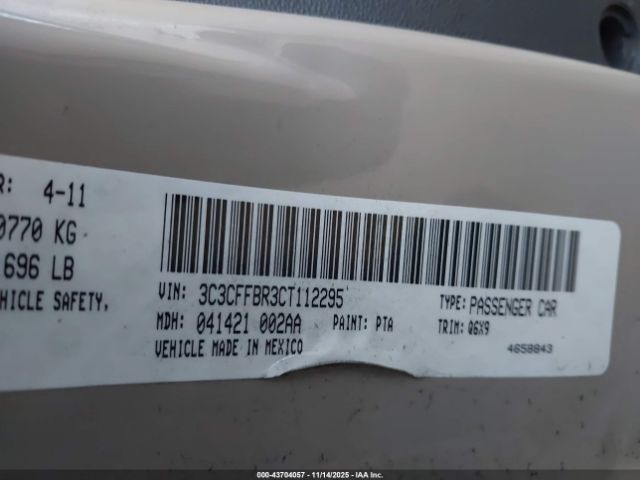 R: 4-11
0770 KG
696 LB
VEHICLE SAFETY,
VIN: 3C3CFFBR3CT112295
TYPE: PASSENGER CAR
MDH: 041421 002AA PAINT: PTA
TRIM: Q6X9
VEHICLE MADE IN MEXICO
4658843
000-43704057 - 11/14/2025 - IAA Inc.